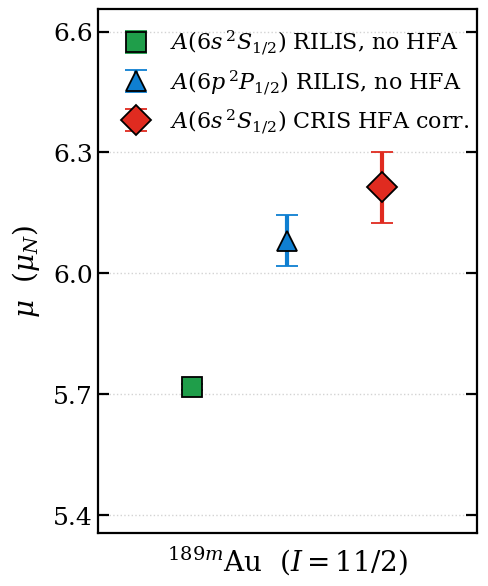 A(6s ²S₁/₂) RILIS, no HFA
A(6p ²P₁/₂) RILIS, no HFA
A(6s ²S₁/₂) CRIS HFA corr.
6.6
6.3
6.0
5.7
5.4
μ (μ_N)
¹⁸⁹ᵐAu (I = 11/2)